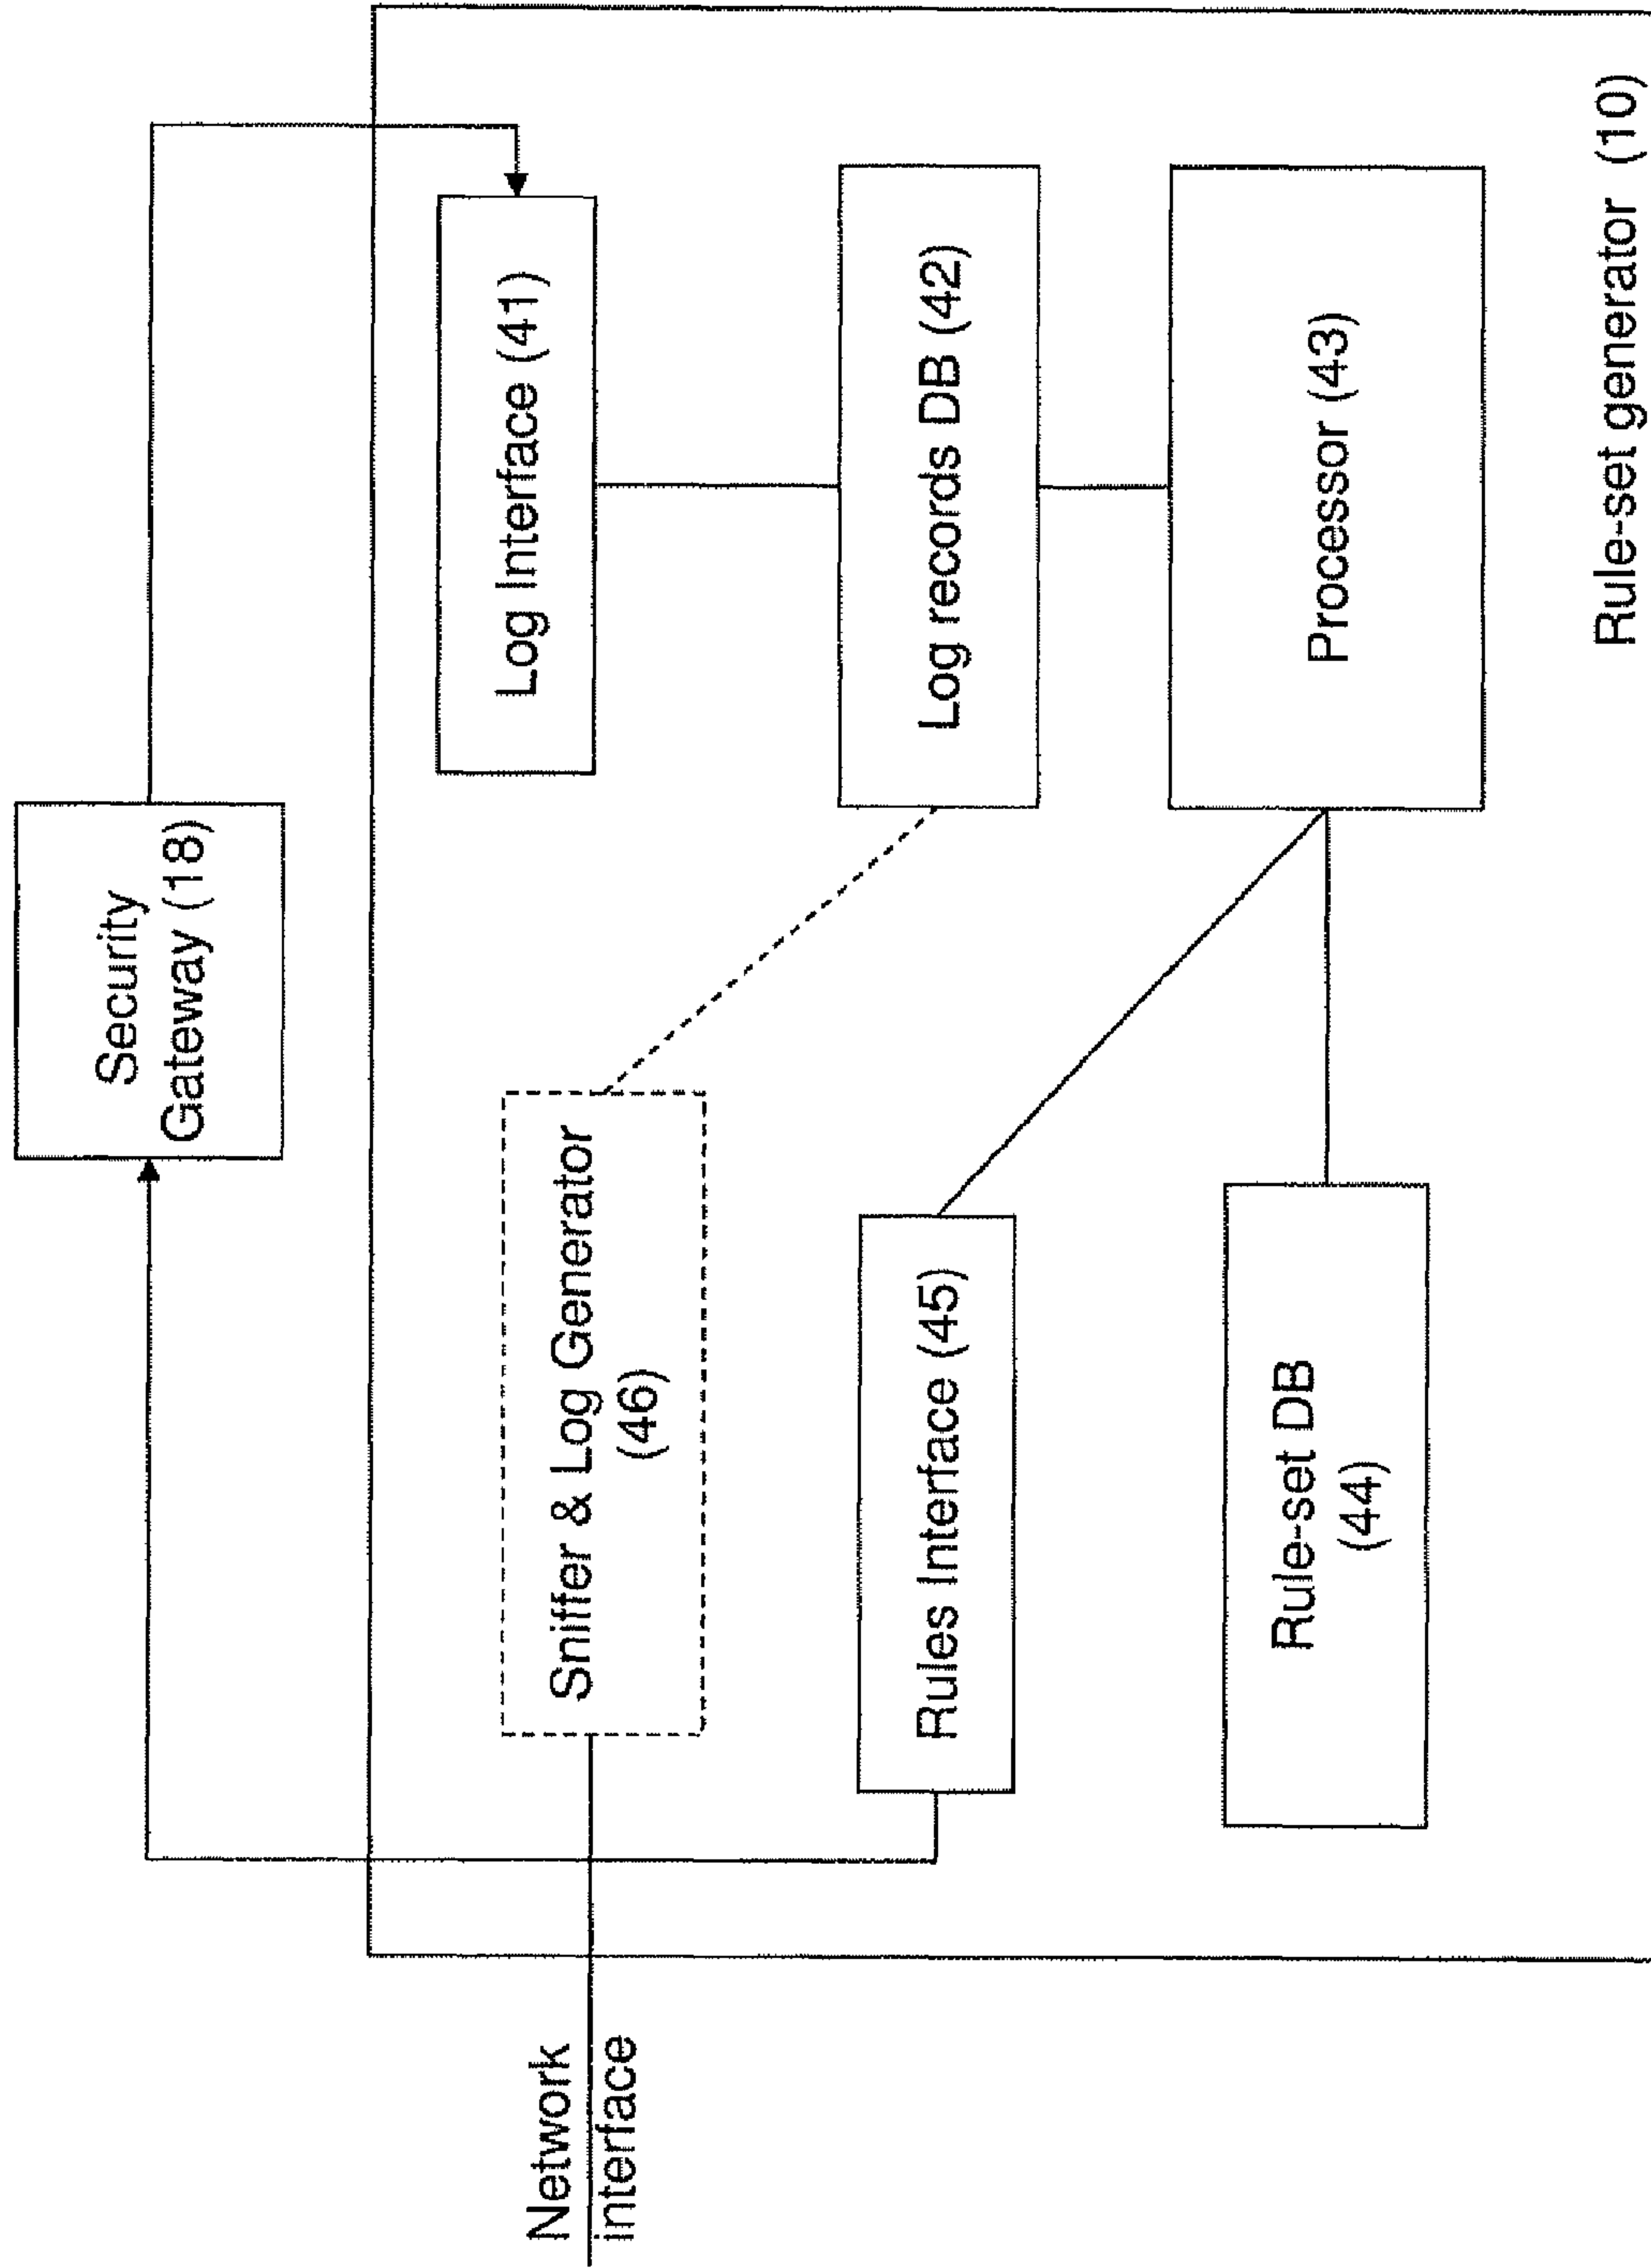 Security
Gateway (18)
Network
interface
Sniffer & Log Generator
(46)
Log Interface (41)
Rules Interface (45)
Log records DB (42)
Rule-set DB
(44)
Processor (43)
Rule-set generator (10)